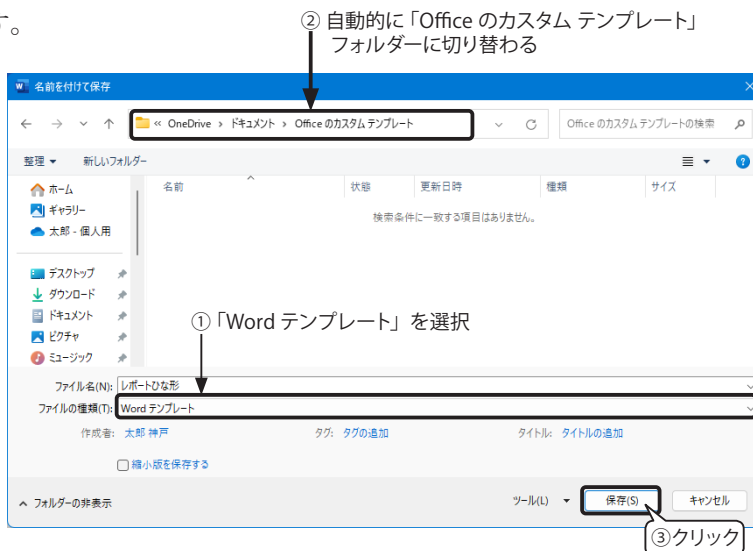 す。
② 自動的に「Office のカスタム テンプレート」
フォルダーに切り替わる
名前を付けて保存
« OneDrive › ドキュメント › Office のカスタム テンプレート
Office のカスタム テンプレートの検索
整理 ▼ 新しいフォルダー
ホーム
ギャラリー
太郎 - 個人用
デスクトップ
ダウンロード
ドキュメント
ピクチャ
ミュージック
名前 状態 更新日時 種類 サイズ
検索条件に一致する項目はありません。
①「Word テンプレート」を選択
ファイル名(N): レポートひな形
ファイルの種類(T): Word テンプレート
作成者: 太郎 神戸 タグ: タグの追加 タイトル: タイトルの追加
縮小版を保存する
フォルダーの非表示 ツール(L) ▼ 保存(S) キャンセル
③クリック